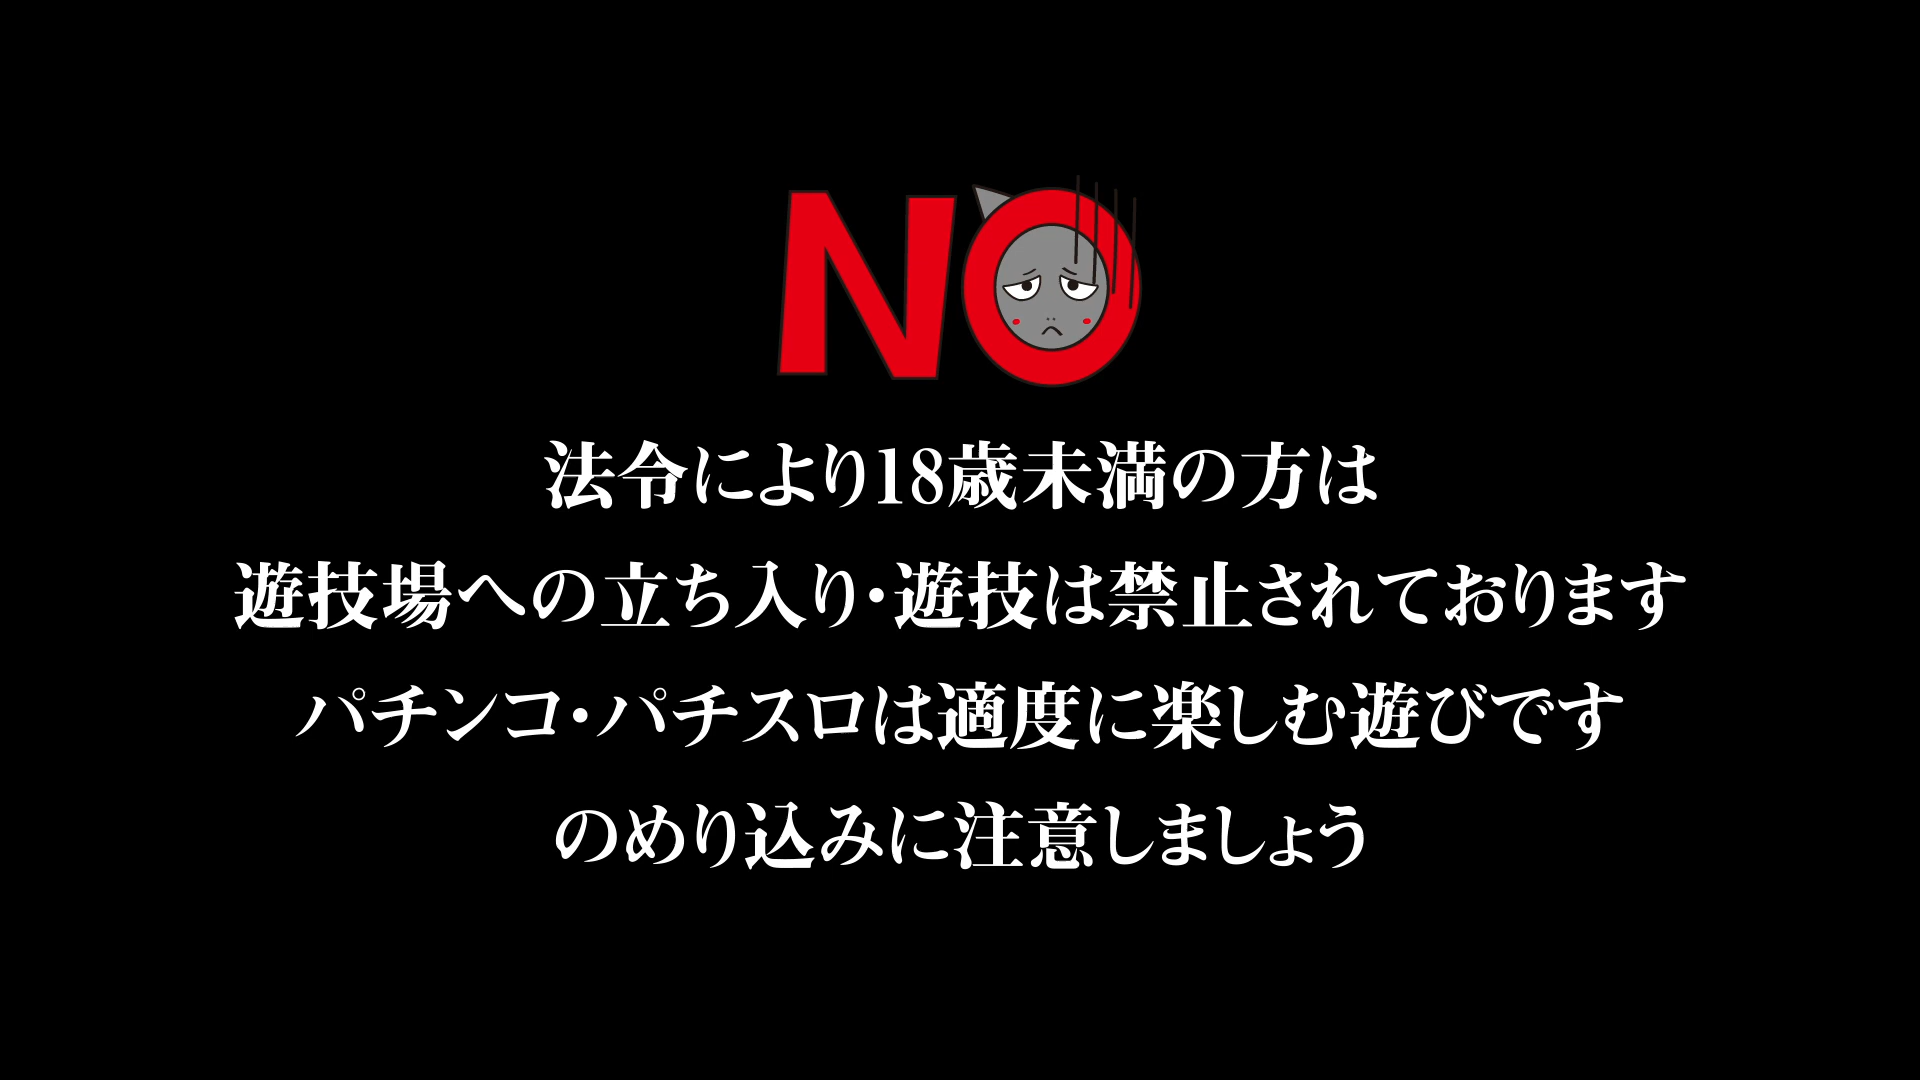 NO
法令により18歳未満の方は
遊技場への立ち入り・遊技は禁止されております
パチンコ・パチスロは適度に楽しむ遊びです
のめり込みに注意しましょう